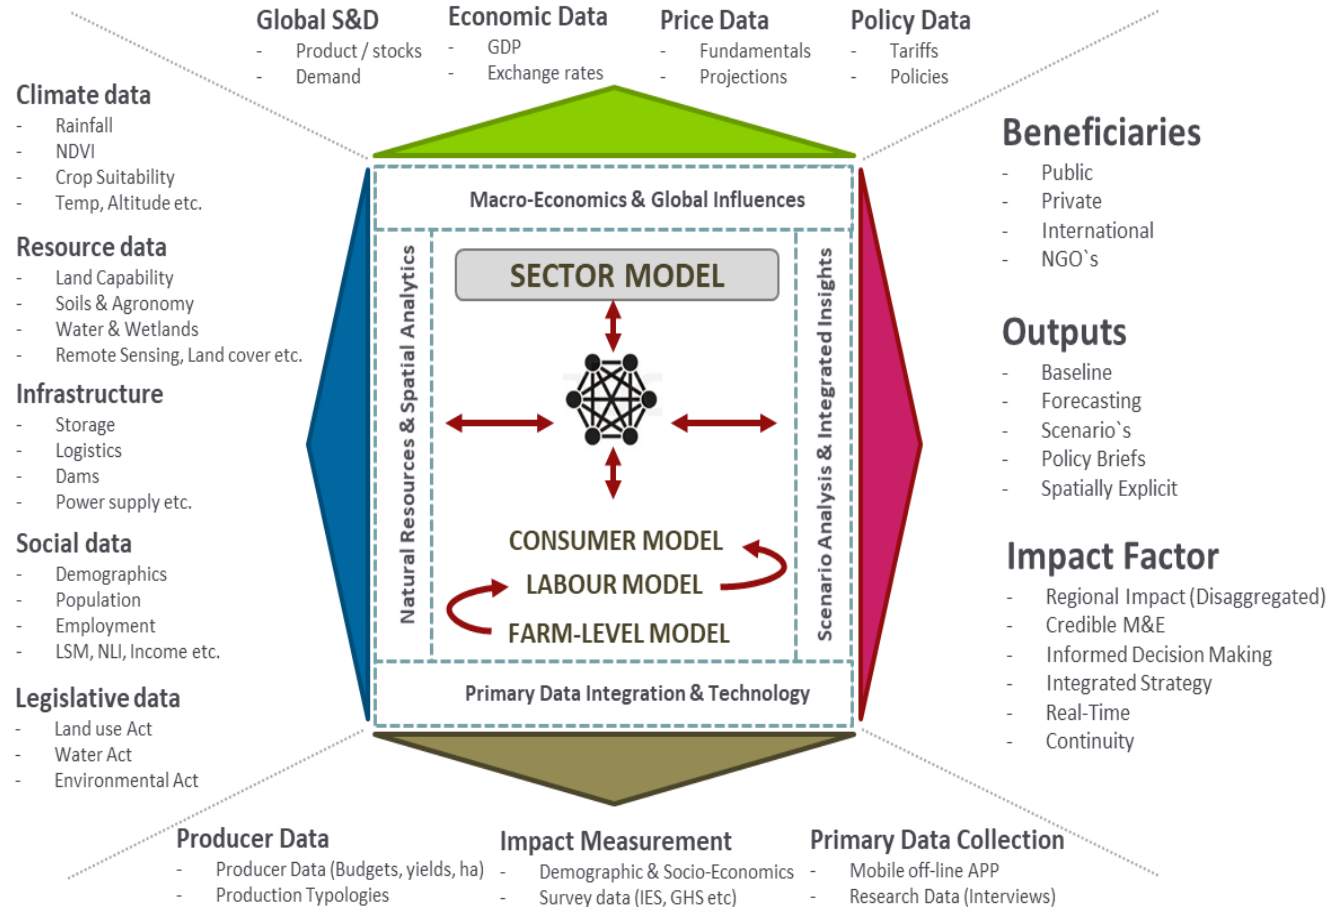 Global S&D
- Product / stocks
- Demand
Economic Data
- GDP
- Exchange rates
Price Data
- Fundamentals
- Projections
Policy Data
- Tariffs
- Policies
Climate data
- Rainfall
- NDVI
- Crop Suitability
- Temp, Altitude etc.
Resource data
- Land Capability
- Soils & Agronomy
- Water & Wetlands
- Remote Sensing, Land cover etc.
Infrastructure
- Storage
- Logistics
- Dams
- Power supply etc.
Social data
- Demographics
- Population
- Employment
- LSM, NLI, Income etc.
Legislative data
- Land use Act
- Water Act
- Environmental Act
Macro-Economics & Global Influences
Natural Resources & Spatial Analytics
SECTOR MODEL
CONSUMER MODEL
LABOUR MODEL
FARM-LEVEL MODEL
Scenario Analysis & Integrated Insights
Primary Data Integration & Technology
Beneficiaries
- Public
- Private
- International
- NGO`s
Outputs
- Baseline
- Forecasting
- Scenario`s
- Policy Briefs
- Spatially Explicit
Impact Factor
- Regional Impact (Disaggregated)
- Credible M&E
- Informed Decision Making
- Integrated Strategy
- Real-Time
- Continuity
Producer Data
- Producer Data (Budgets, yields, ha)
- Production Typologies
Impact Measurement
- Demographic & Socio-Economics
- Survey data (IES, GHS etc)
Primary Data Collection
- Mobile off-line APP
- Research Data (Interviews)